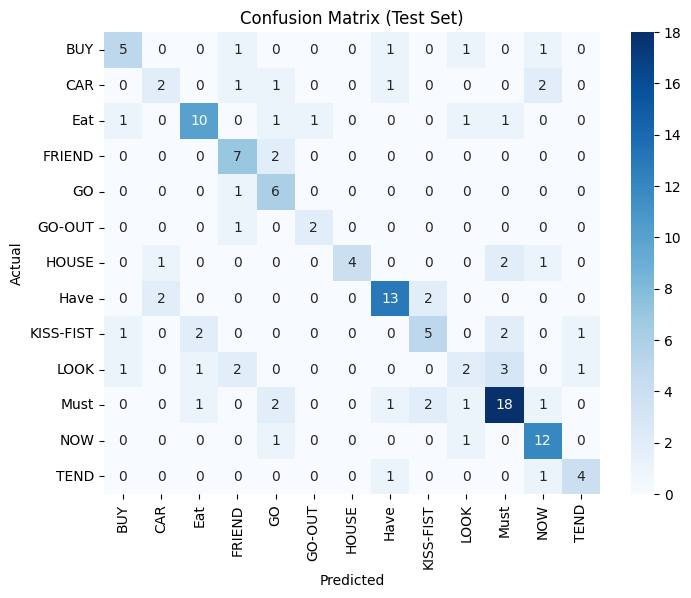 Confusion Matrix (Test Set)
BUY 5 0 0 1 0 0 0 1 0 1 0 1 0
CAR 0 2 0 1 1 0 0 1 0 0 0 2 0
Eat 1 0 10 0 1 1 0 0 0 1 1 0 0
FRIEND 0 0 0 7 2 0 0 0 0 0 0 0 0
GO 0 0 0 1 6 0 0 0 0 0 0 0 0
GO-OUT 0 0 0 1 0 2 0 0 0 0 0 0 0
HOUSE 0 1 0 0 0 0 4 0 0 0 2 1 0
Have 0 2 0 0 0 0 0 13 2 0 0 0 0
KISS-FIST 1 0 2 0 0 0 0 0 5 0 2 0 1
LOOK 1 0 1 2 0 0 0 0 0 2 3 0 1
Must 0 0 1 0 2 0 0 1 2 1 18 1 0
NOW 0 0 0 0 1 0 0 0 0 1 0 12 0
TEND 0 0 0 0 0 0 0 1 0 0 0 1 4
BUY CAR Eat FRIEND GO GO-OUT HOUSE Have KISS-FIST LOOK Must NOW TEND
Predicted
Actual
18
16
14
12
10
8
6
4
2
0